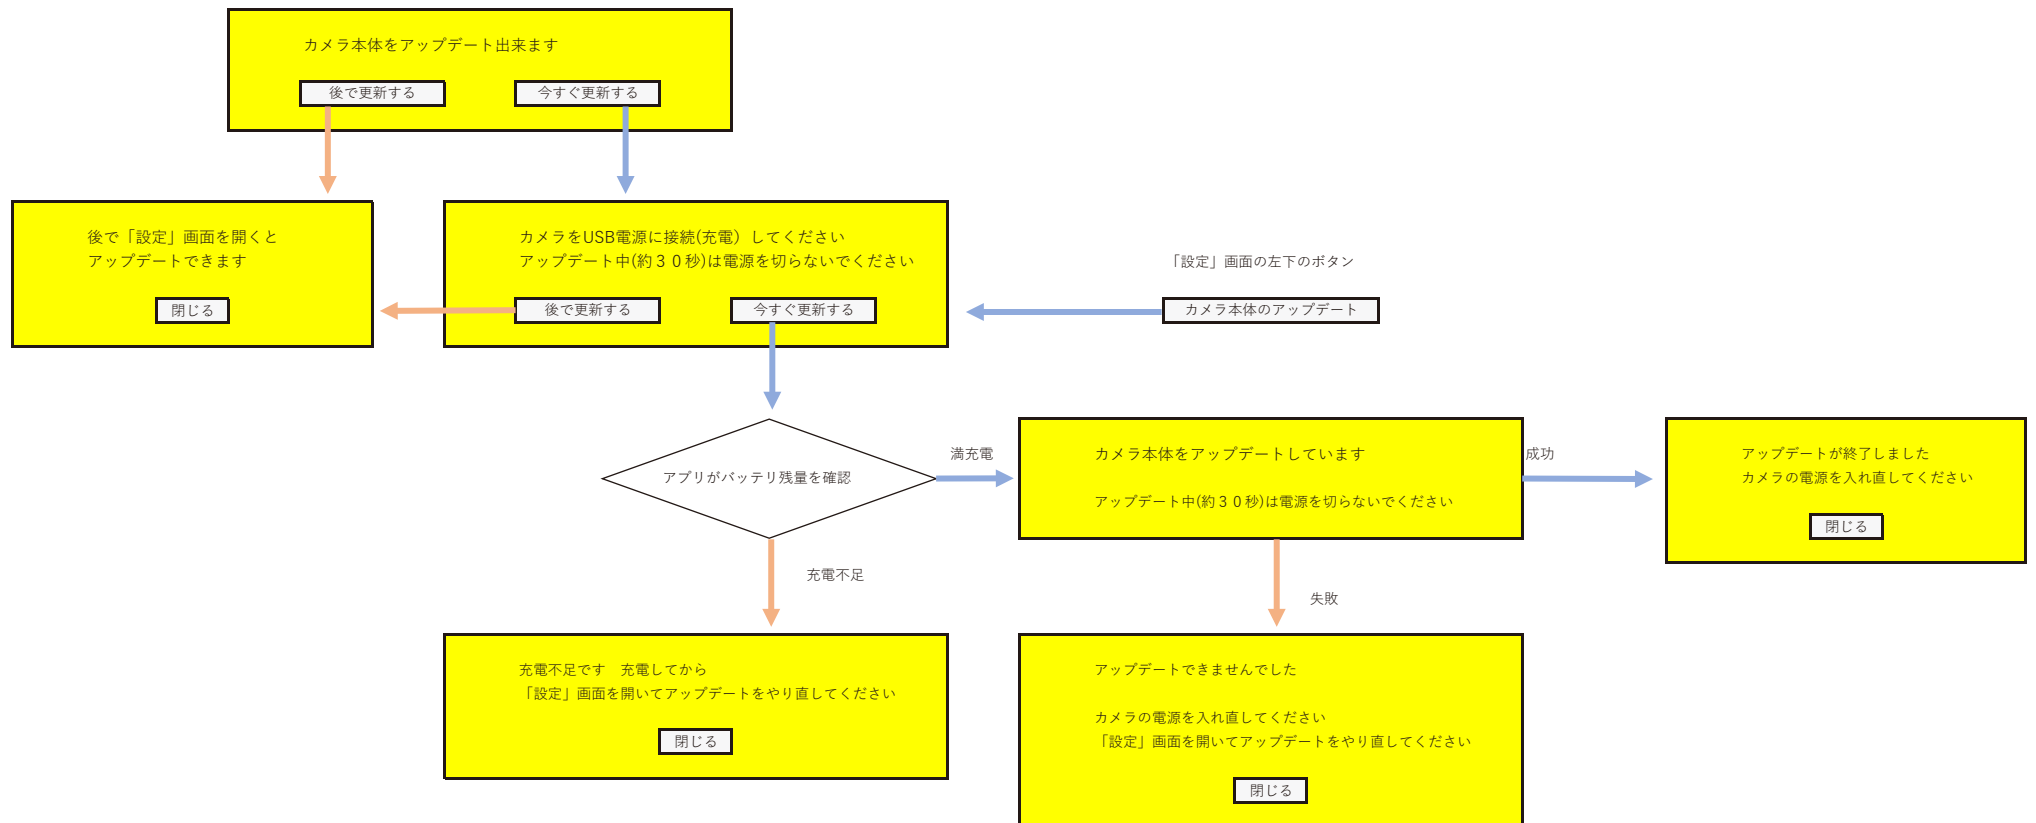 カメラ本体をアップデート出来ます
後で更新する
今すぐ更新する
後で「設定」画面を開くと
アップデートできます
閉じる
カメラをUSB電源に接続(充電）してください
アップデート中(約３０秒)は電源を切らないでください
後で更新する
今すぐ更新する
「設定」画面の左下のボタン
カメラ本体のアップデート
アプリがバッテリ残量を確認
満充電
カメラ本体をアップデートしています
アップデート中(約３０秒)は電源を切らないでください
成功
アップデートが終了しました
カメラの電源を入れ直してください
閉じる
充電不足
失敗
充電不足です　充電してから
「設定」画面を開いてアップデートをやり直してください
閉じる
アップデートできませんでした
カメラの電源を入れ直してください
「設定」画面を開いてアップデートをやり直してください
閉じる